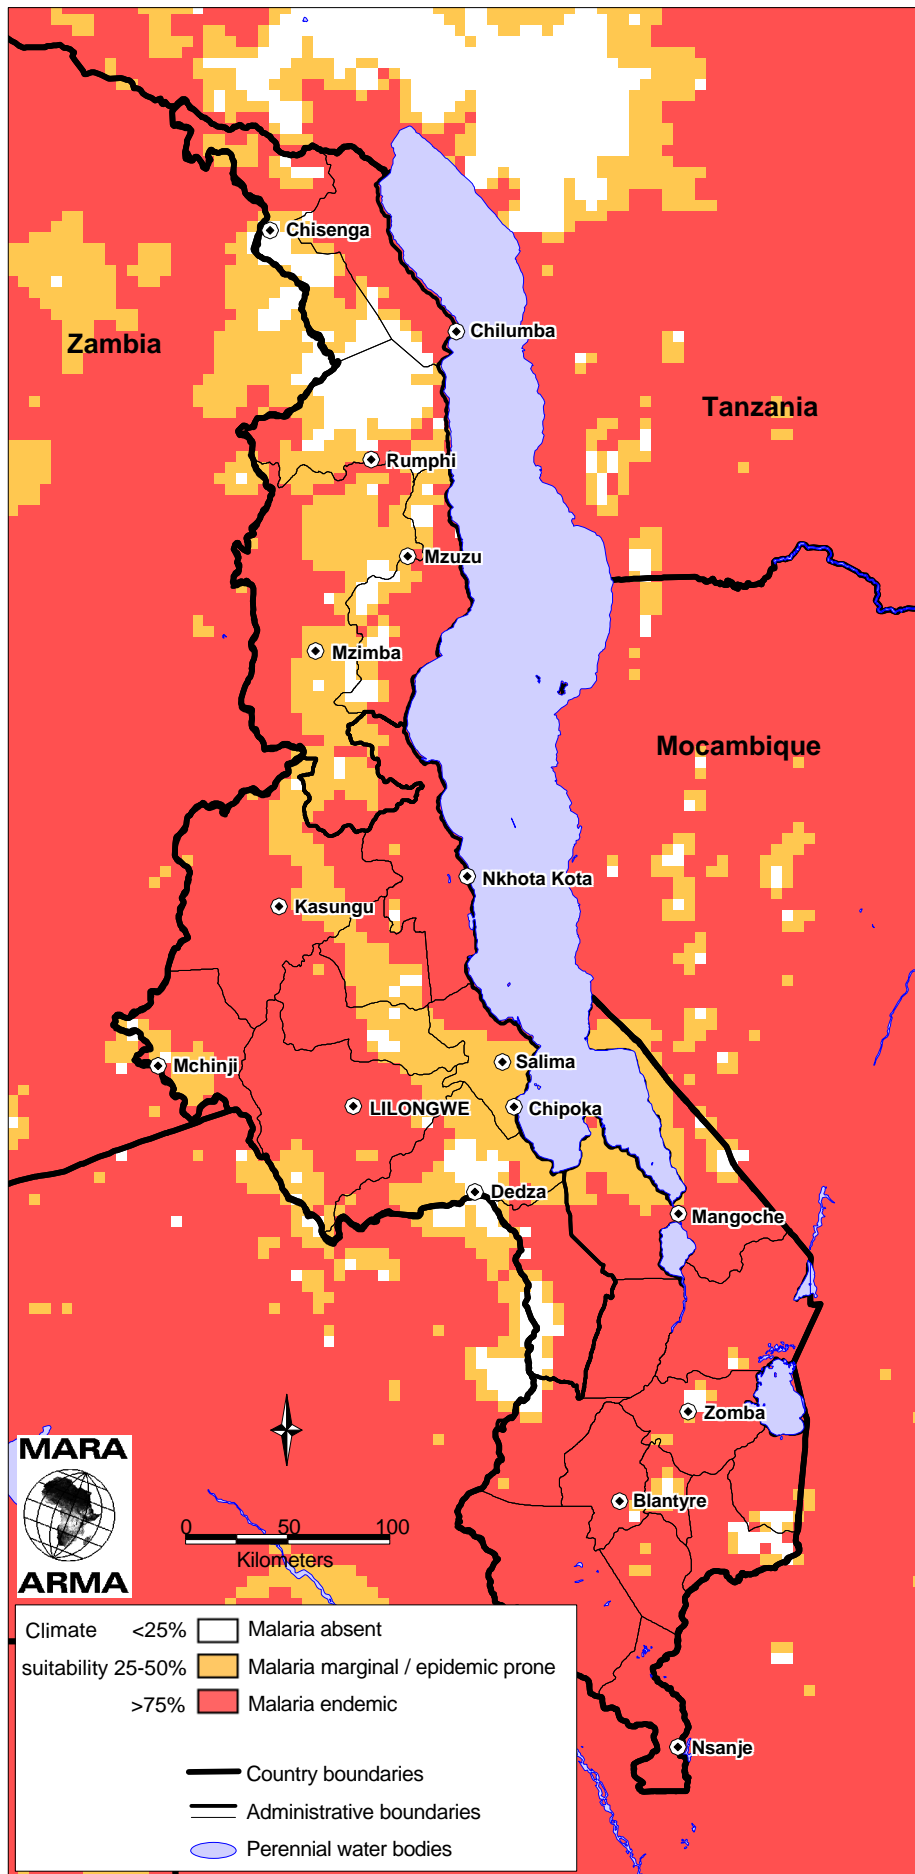 Chisenga
Chilumba
Zambia
Tanzania
Rumphi
Mzuzu
Mzimba
Mocambique
Nkhota Kota
Kasungu
Salima
Mchinji
LILONGWE
Chipoka
Dedza
Mangoche
Zomba
MARA
Blantyre
0 50 100
Kilometers
ARMA
Climate <25% Malaria absent
suitability 25-50% Malaria marginal / epidemic prone
>75% Malaria endemic
Nsanje
Country boundaries
Administrative boundaries
Perennial water bodies